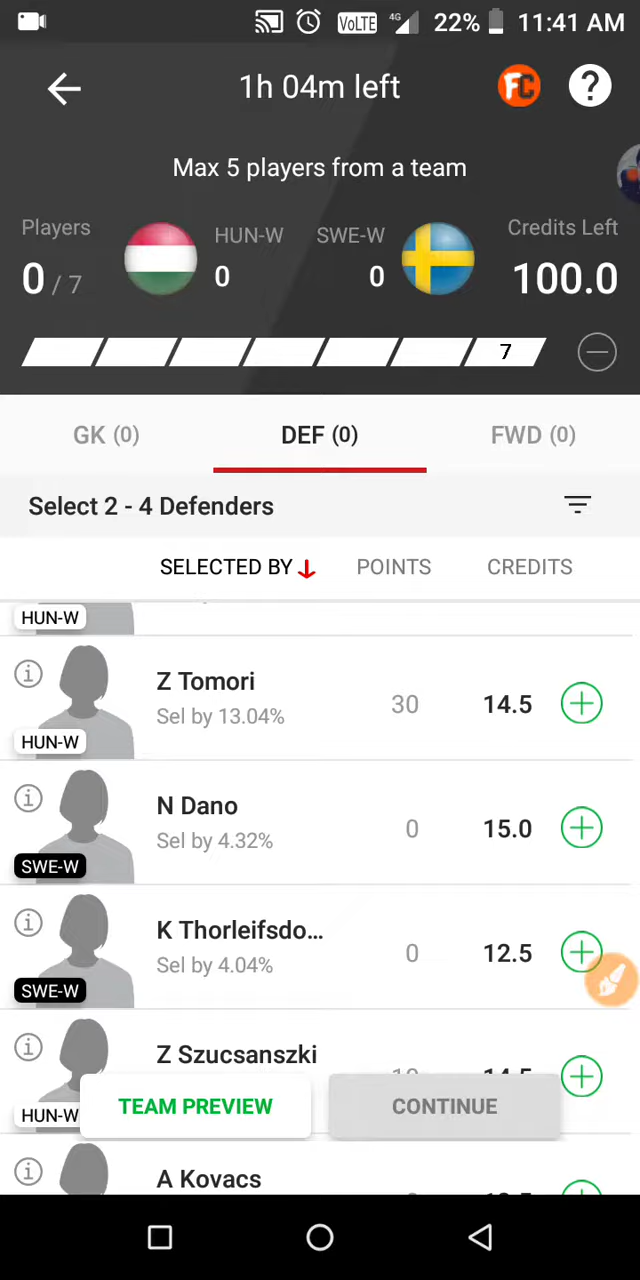 VoLTE 4G 22% 11:41 AM
1h 04m left FC ?
Max 5 players from a team
Players HUN-W SWE-W Credits Left
0 / 7 0 0 100.0
7
GK (0) DEF (0) FWD (0)
Select 2 - 4 Defenders
SELECTED BY POINTS CREDITS
HUN-W
Z Tomori
Sel by 13.04% 30 14.5
HUN-W
N Dano
Sel by 4.32% 0 15.0
SWE-W
K Thorleifsdo...
Sel by 4.04% 0 12.5
SWE-W
Z Szucsanszki
HUN-W
TEAM PREVIEW CONTINUE
A Kovacs